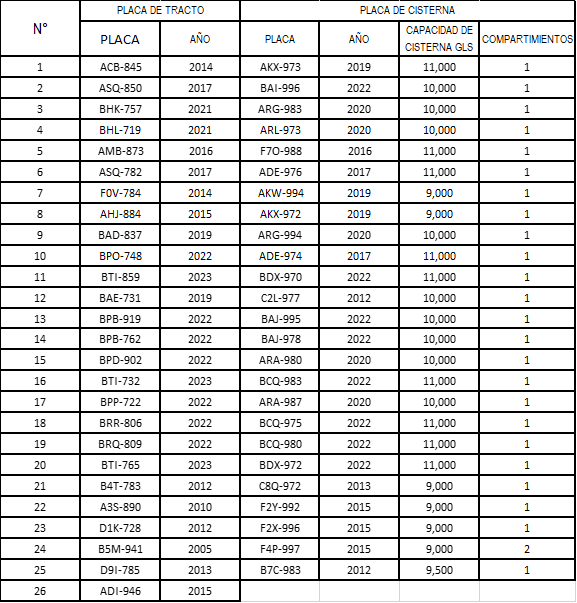 N° PLACA DE TRACTO PLACA DE CISTERNA
PLACA AÑO PLACA AÑO CAPACIDAD DE CISTERNA GLS COMPARTIMIENTOS
1 ACB-845 2014 AKX-973 2019 11,000 1
2 ASQ-850 2017 BAI-996 2022 10,000 1
3 BHK-757 2021 ARG-983 2020 10,000 1
4 BHL-719 2021 ARL-973 2020 10,000 1
5 AMB-873 2016 F7O-988 2016 11,000 1
6 ASQ-782 2017 ADE-976 2017 11,000 1
7 F0V-784 2014 AKW-994 2019 9,000 1
8 AHJ-884 2015 AKX-972 2019 9,000 1
9 BAD-837 2019 ARG-994 2020 10,000 1
10 BPO-748 2022 ADE-974 2017 11,000 1
11 BTI-859 2023 BDX-970 2022 11,000 1
12 BAE-731 2019 C2L-977 2012 10,000 1
13 BPB-919 2022 BAJ-995 2022 10,000 1
14 BPB-762 2022 BAJ-978 2022 10,000 1
15 BPD-902 2022 ARA-980 2020 10,000 1
16 BTI-732 2023 BCQ-983 2022 11,000 1
17 BPP-722 2022 ARA-987 2020 10,000 1
18 BRR-806 2022 BCQ-975 2022 11,000 1
19 BRQ-809 2022 BCQ-980 2022 11,000 1
20 BTI-765 2023 BDX-972 2022 11,000 1
21 B4T-783 2012 C8Q-972 2013 9,000 1
22 A3S-890 2010 F2Y-992 2015 9,000 1
23 D1K-728 2012 F2X-996 2015 9,000 1
24 B5M-941 2005 F4P-997 2015 9,000 2
25 D9I-785 2013 B7C-983 2012 9,500 1
26 ADI-946 2015